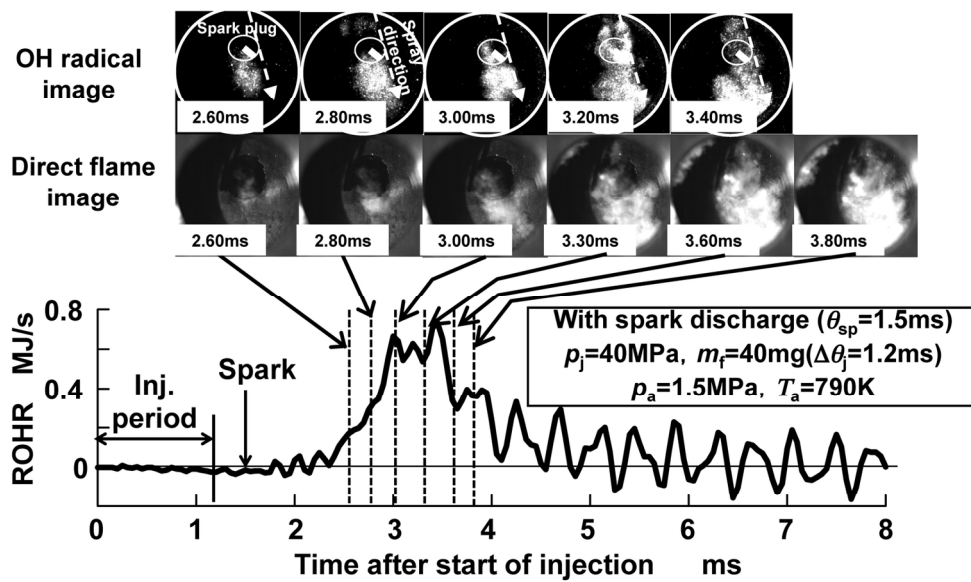 OH radical
image
Spark plug
Spray
direction
2.60ms
2.80ms
3.00ms
3.20ms
3.40ms
Direct flame
image
2.60ms
2.80ms
3.00ms
3.30ms
3.60ms
3.80ms
ROHR MJ/s
0.8
0.4
0
Inj.
period
Spark
With spark discharge (θsp=1.5ms)
pj=40MPa, mf=40mg(Δθj=1.2ms)
pa=1.5MPa, Ta=790K
0 1 2 3 4 5 6 7 8
Time after start of injection ms